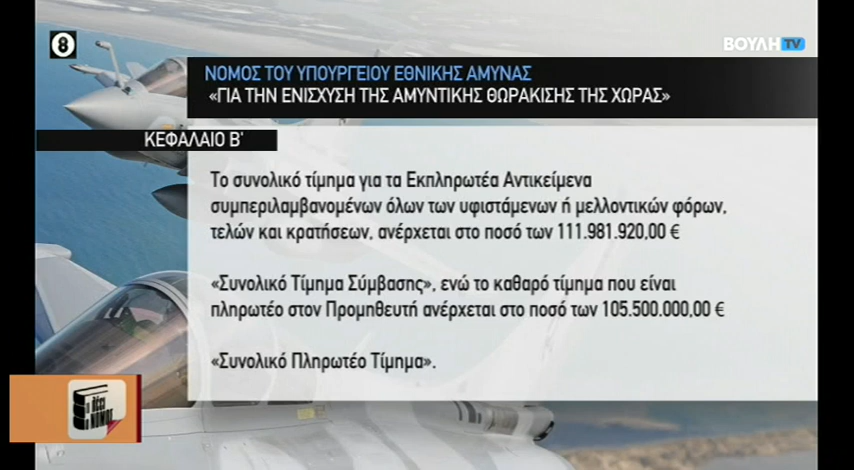 8
ΒΟΥΛΗ TV
ΝΟΜΟΣ ΤΟΥ ΥΠΟΥΡΓΕΙΟΥ ΕΘΝΙΚΗΣ ΑΜΥΝΑΣ
«ΓΙΑ ΤΗΝ ΕΝΙΣΧΥΣΗ ΤΗΣ ΑΜΥΝΤΙΚΗΣ ΘΩΡΑΚΙΣΗΣ ΤΗΣ ΧΩΡΑΣ»
ΚΕΦΑΛΑΙΟ Β'
Το συνολικό τίμημα για τα Εκπληρωτέα Αντικείμενα
συμπεριλαμβανομένων όλων των υφιστάμενων ή μελλοντικών φόρων,
τελών και κρατήσεων, ανέρχεται στο ποσό των 111.981.920,00 €
«Συνολικό Τίμημα Σύμβασης», ενώ το καθαρό τίμημα που είναι
πληρωτέο στον Προμηθευτή ανέρχεται στο ποσό των 105.500.000,00 €
«Συνολικό Πληρωτέο Τίμημα».
τι λέει
ο ΝΟΜΟΣ